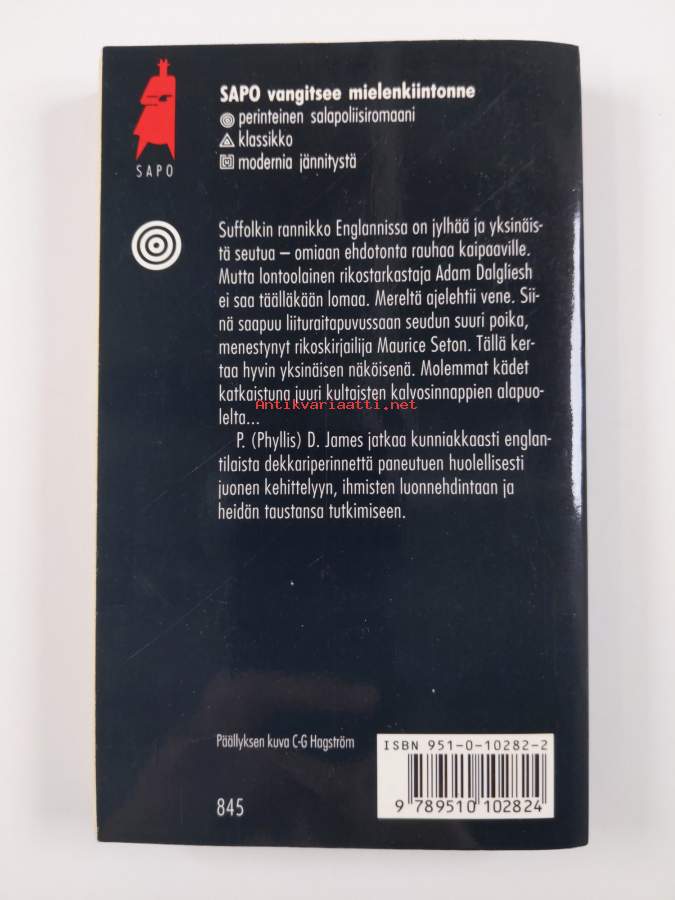 SAPO vangitsee mielenkiintonne
perinteinen salapoliisiromaani
klassikko
modernia jännitystä
SAPO
Suffolkin rannikko Englannissa on jylhää ja yksinäis-
tä seutua – omiaan ehdotonta rauhaa kaipaaville.
Mutta lontoolainen rikostarkastaja Adam Dalgliesh
ei saa täälläkään lomaa. Mereltä ajelehtii vene. Sii-
nä saapuu liituraitapuvussaan seudun suuri poika,
menestynyt rikoskirjailija Maurice Seton. Tällä ker-
taa hyvin yksinäisen näköisenä. Molemmat kädet
katkaistuna juuri kultaisten kalvosinnappien alapuo-
lelta...
Antikvariaatti.net
P. (Phyllis) D. James jatkaa kunniakkaasti englan-
tilaista dekkariperinnettä paneutuen huolellisesti
juonen kehittelyyn, ihmisten luonnehdintaan ja
heidän taustansa tutkimiseen.
Päällyksen kuva C-G Hagström
ISBN 951-0-10282-2
9 789510 102824
845